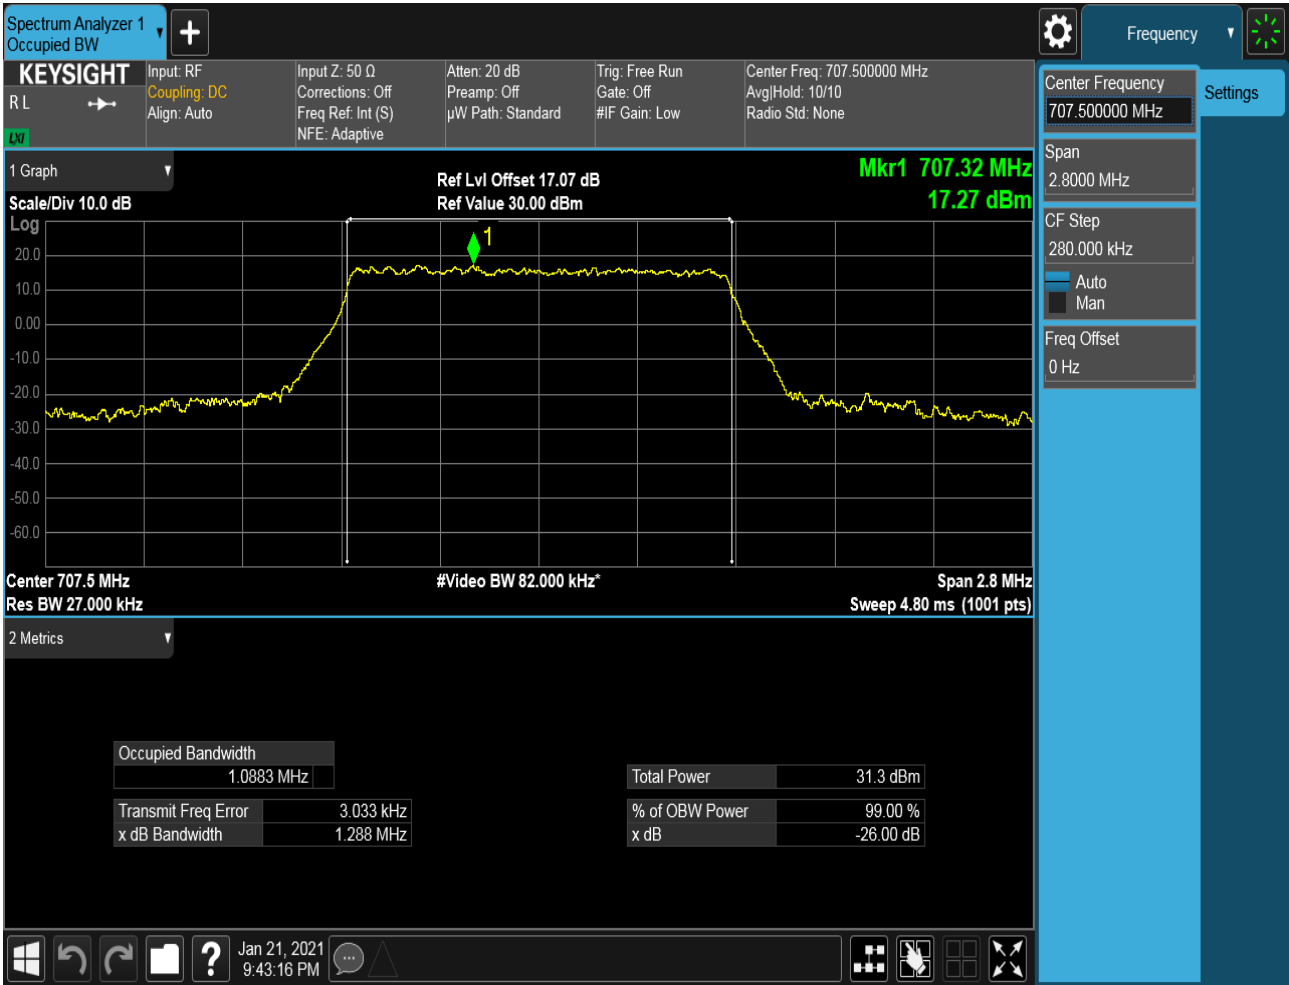 Spectrum Analyzer 1
Occupied BW
Frequency
KEYSIGHT
R L
LXI
Input: RF
Coupling: DC
Align: Auto
Input Z: 50 Ω
Corrections: Off
Freq Ref: Int (S)
NFE: Adaptive
Atten: 20 dB
Preamp: Off
µW Path: Standard
Trig: Free Run
Gate: Off
#IF Gain: Low
Center Freq: 707.500000 MHz
Avg|Hold: 10/10
Radio Std: None
Center Frequency
707.500000 MHz
Settings
Span
2.8000 MHz
CF Step
280.000 kHz
Auto
Man
Freq Offset
0 Hz
1 Graph
Ref Lvl Offset 17.07 dB
Mkr1 707.32 MHz
Scale/Div 10.0 dB
Ref Value 30.00 dBm
17.27 dBm
Log
1
20.0
10.0
0.00
-10.0
-20.0
-30.0
-40.0
-50.0
-60.0
Center 707.5 MHz
#Video BW 82.000 kHz*
Span 2.8 MHz
Res BW 27.000 kHz
Sweep 4.80 ms (1001 pts)
2 Metrics
Occupied Bandwidth
1.0883 MHz
Total Power 31.3 dBm
Transmit Freq Error 3.033 kHz
% of OBW Power 99.00 %
x dB Bandwidth 1.288 MHz
x dB -26.00 dB
?
Jan 21, 2021
9:43:16 PM